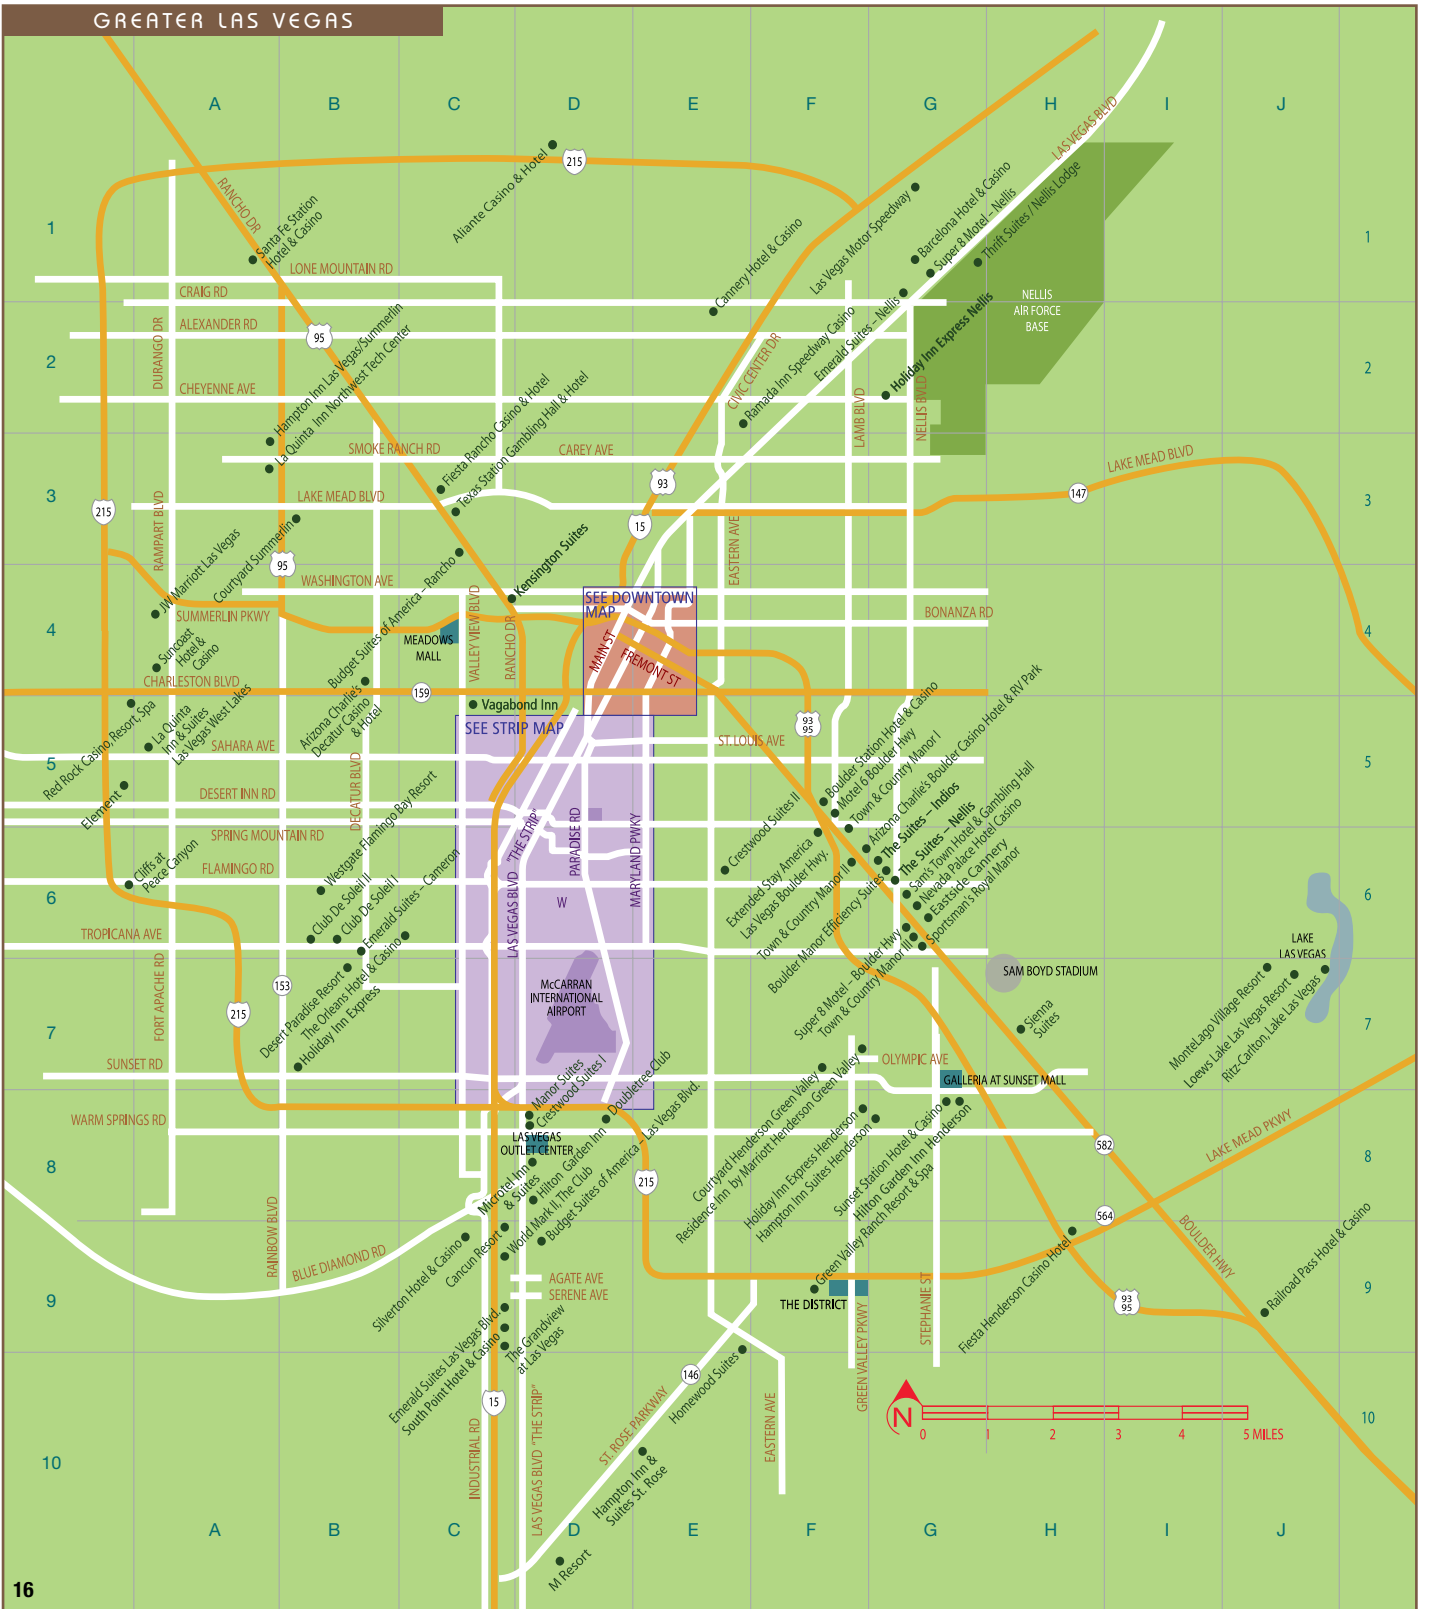 GREATER LAS VEGAS
A
B
C
D
E
F
G
H
I
J
LAS VEGAS BLVD
215
Aliante Casino & Hotel
RANCHO DR
Santa Fe Station
Hotel & Casino
1
1
Las Vegas Motor Speedway
Barcelona Hotel & Casino
Super 8 Motel – Nellis
Thrift Suites / Nellis Lodge
Cannery Hotel & Casino
LONE MOUNTAIN RD
CRAIG RD
NELLIS
AIR FORCE
BASE
ALEXANDER RD
95
DURANGO DR
2
2
Hampton Inn Las Vegas/Summerlin
La Quinta Inn Northwest Tech Center
CIVIC CENTER DR
Ramada Inn Speedway Casino
Emerald Suites – Nellis
Holiday Inn Express Nellis
CHEYENNE AVE
LAMB BLVD
NELLIS BVLD
Fiesta Rancho Casino & Hotel
Texas Station Gambling Hall & Hotel
SMOKE RANCH RD
CAREY AVE
LAKE MEAD BLVD
3
3
93
147
215
LAKE MEAD BLVD
15
RAMPART BLVD
EASTERN AVE
JW Marriott Las Vegas
Courtyard Summerlin
95
Kensington Suites
WASHINGTON AVE
Budget Suites of America – Rancho
SEE DOWNTOWN
MAP
SUMMERLIN PKWY
BONANZA RD
4
4
MEADOWS
MALL
VALLEY VIEW BLVD
RANCHO DR
MAIN ST
FREMONT ST
Suncoast
Hotel &
Casino
CHARLESTON BLVD
159
Vagabond Inn
SEE STRIP MAP
Red Rock Casino, Resort, Spa
La Quinta
Inn & Suites
Las Vegas West Lakes
Arizona Charlie's
Decatur Casino
& Hotel
93
95
ST. LOUIS AVE
SAHARA AVE
5
5
Element
DESERT INN RD
DECATUR BLVD
SPRING MOUNTAIN RD
Westgate Flamingo Bay Resort
"THE STRIP"
LAS VEGAS BLVD
PARADISE RD
MARYLAND PWKY
Crestwood Suites II
Boulder Station Hotel & Casino
Motel 6 Boulder Hwy
Town & Country Manor I
Arizona Charlie's Boulder Casino Hotel & RV Park
The Suites – Indios
The Suites – Nellis
Sam's Town Hotel & Gambling Hall
Nevada Palace Hotel Casino
Eastside Cannery
Sportsman's Royal Manor
Extended Stay America
Las Vegas Boulder Hwy.
Town & Country Manor II
Boulder Manor Efficiency Suites
Super 8 Motel – Boulder Hwy
Town & Country Manor III
Cliffs at
Peace Canyon
FLAMINGO RD
6
6
W
Club De Soleil II
Club De Soleil I
Emerald Suites – Cameron
TROPICANA AVE
LAKE
LAS VEGAS
FORT APACHE RD
153
215
Desert Paradise Resort
The Orleans Hotel & Casino
Holiday Inn Express
McCARRAN
INTERNATIONAL
AIRPORT
SAM BOYD STADIUM
MonteLago Village Resort
Loews Lake Las Vegas Resort
Ritz-Carlton, Lake Las Vegas
7
7
Sienna
Suites
SUNSET RD
OLYMPIC AVE
GALLERIA AT SUNSET MALL
Manor Suites
Crestwood Suites I
Doubletree Club
WARM SPRINGS RD
LAS VEGAS
OUTLET CENTER
Hilton Garden Inn
Budget Suites of America – Las Vegas Blvd.
Courtyard Henderson Green Valley
Residence Inn by Marriott Henderson Green Valley
Holiday Inn Express Henderson
Hampton Inn Suites Henderson
Sunset Station Hotel & Casino
Hilton Garden Inn Henderson
Green Valley Ranch Resort & Spa
582
LAKE MEAD PKWY
8
8
Microtel Inn
& Suites
World Mark II, The Club
215
564
BOULDER HWY
RAINBOW BLVD
BLUE DIAMOND RD
Silverton Hotel & Casino
Cancun Resort
AGATE AVE
SERENE AVE
9
9
THE DISTRICT
GREEN VALLEY PKWY
STEPHANIE ST
Fiesta Henderson Casino Hotel
93
95
Railroad Pass Hotel & Casino
Emerald Suites Las Vegas Blvd.
South Point Hotel & Casino
The Grandview
at Las Vegas
146
Homewood Suites
15
LAS VEGAS BLVD "THE STRIP"
INDUSTRIAL RD
ST. ROSE PARKWAY
EASTERN AVE
N
0
1
2
3
4
5 MILES
10
10
Hampton Inn &
Suites St. Rose
A
B
C
D
E
F
G
H
I
J
M Resort
16